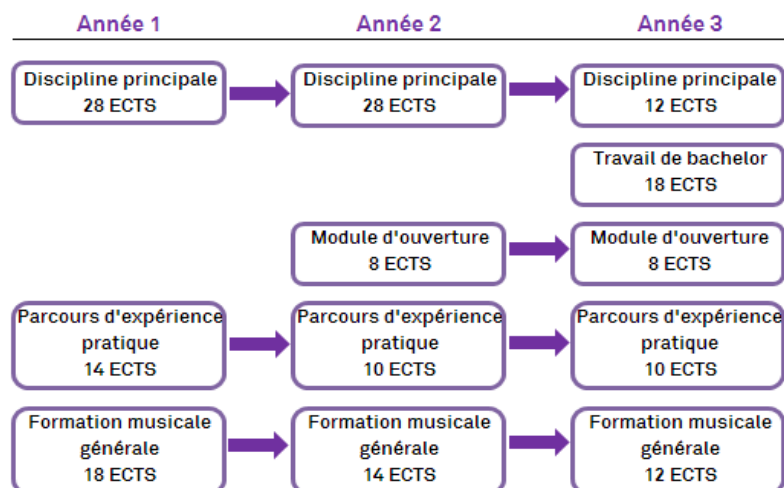 Année 1
Année 2
Année 3
Discipline principale
28 ECTS
Discipline principale
28 ECTS
Discipline principale
12 ECTS
Travail de bachelor
18 ECTS
Module d'ouverture
8 ECTS
Module d'ouverture
8 ECTS
Parcours d'expérience
pratique
14 ECTS
Parcours d'expérience
pratique
10 ECTS
Parcours d'expérience
pratique
10 ECTS
Formation musicale
générale
18 ECTS
Formation musicale
générale
14 ECTS
Formation musicale
générale
12 ECTS